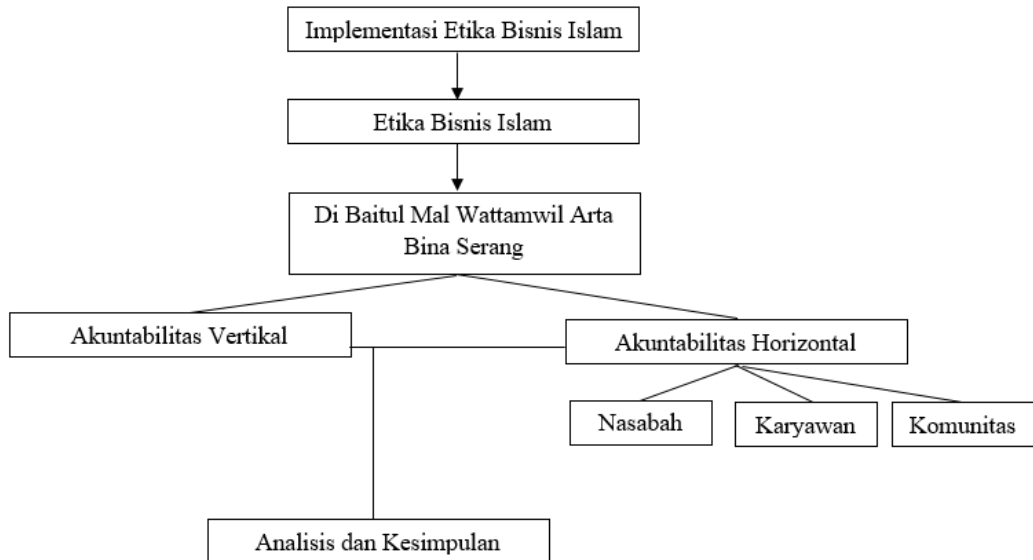 Implementasi Etika Bisnis Islam
Etika Bisnis Islam
Di Baitul Mal Wattamwil Arta
Bina Serang
Akuntabilitas Vertikal
Akuntabilitas Horizontal
Nasabah
Karyawan
Komunitas
Analisis dan Kesimpulan